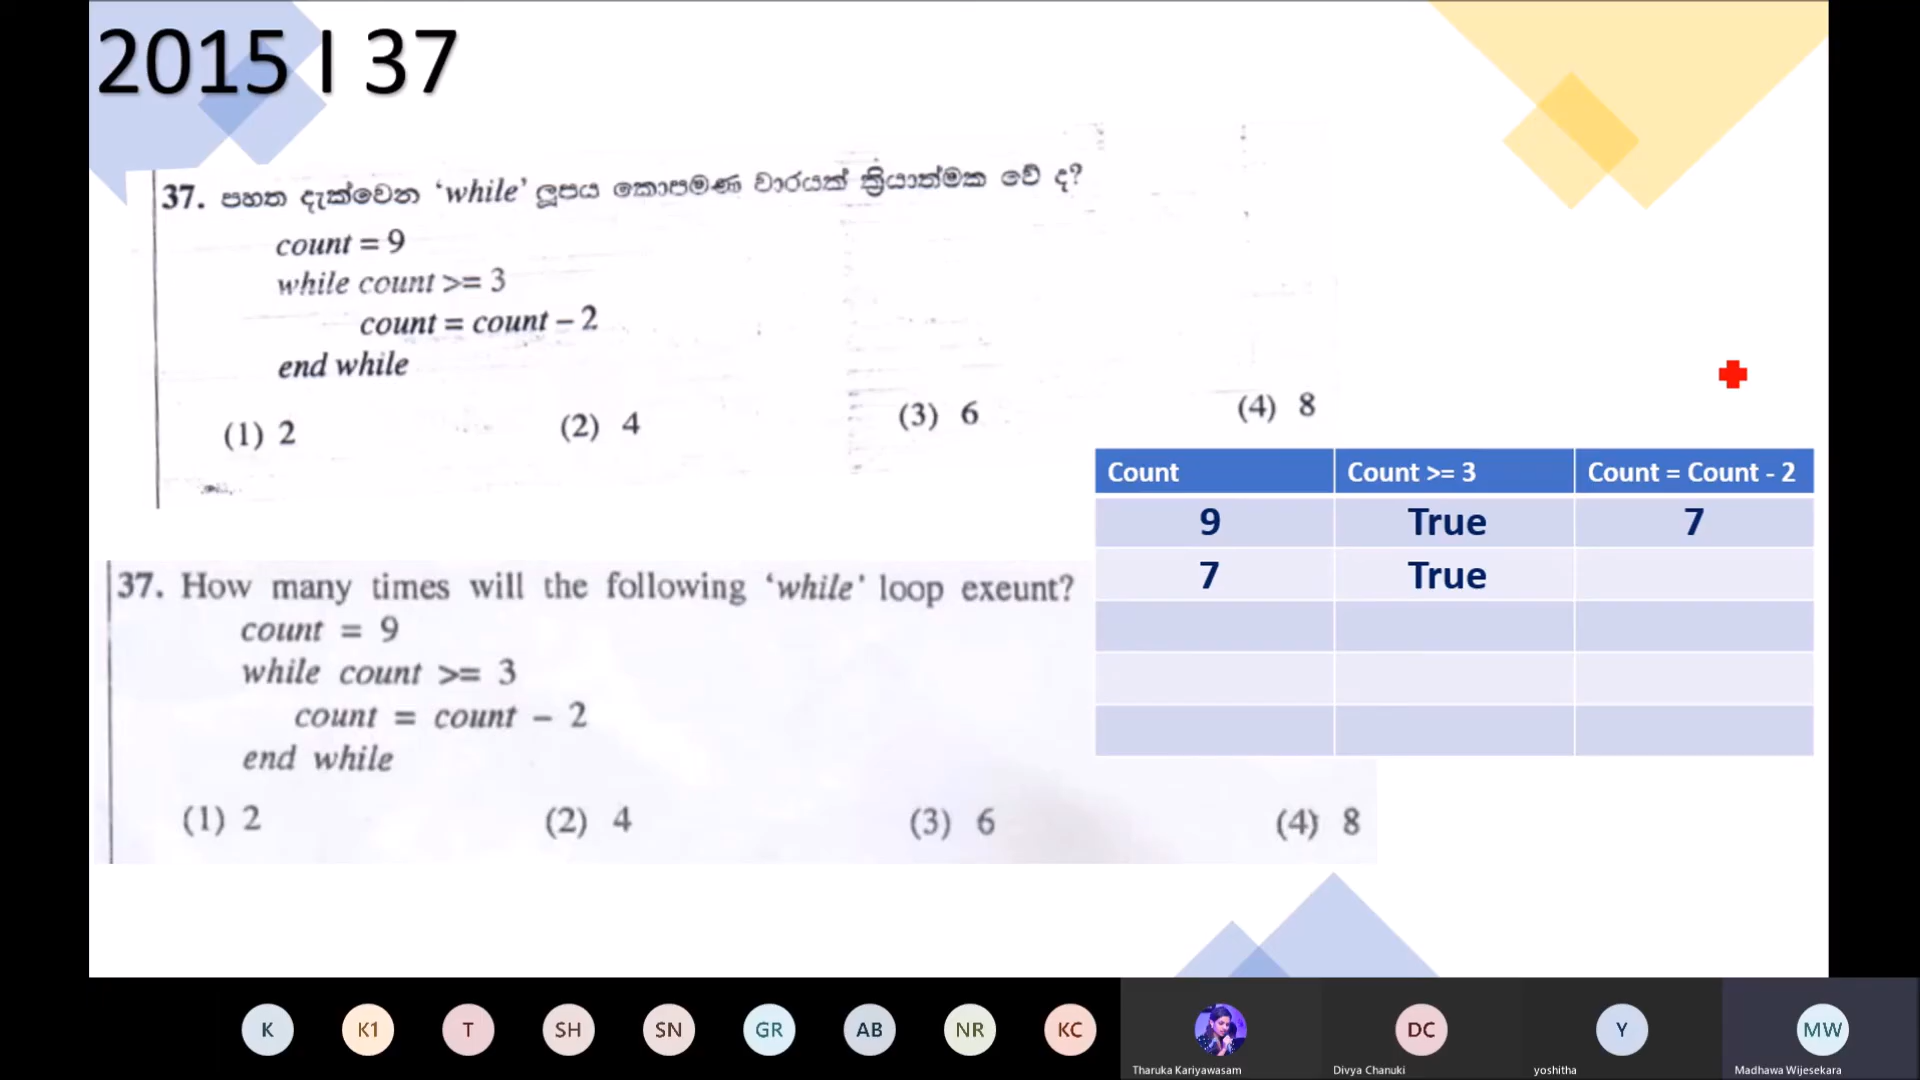 2015 I 37
37. පහත දැක්වෙන ‘while’ ලූපය කොපමණ වාරයක් ක්‍රියාත්මක වේ ද?
count = 9
while count >= 3
count = count – 2
end while
(1) 2 (2) 4 (3) 6 (4) 8
Count Count >= 3 Count = Count - 2
9 True 7
7 True
37. How many times will the following ‘while’ loop exeunt?
count = 9
while count >= 3
count = count – 2
end while
(1) 2 (2) 4 (3) 6 (4) 8
K K1 T SH SN GR AB NR KC DC Y MW
Tharuka Kariyawasam Divya Chanuki yoshitha Madhawa Wijesekara